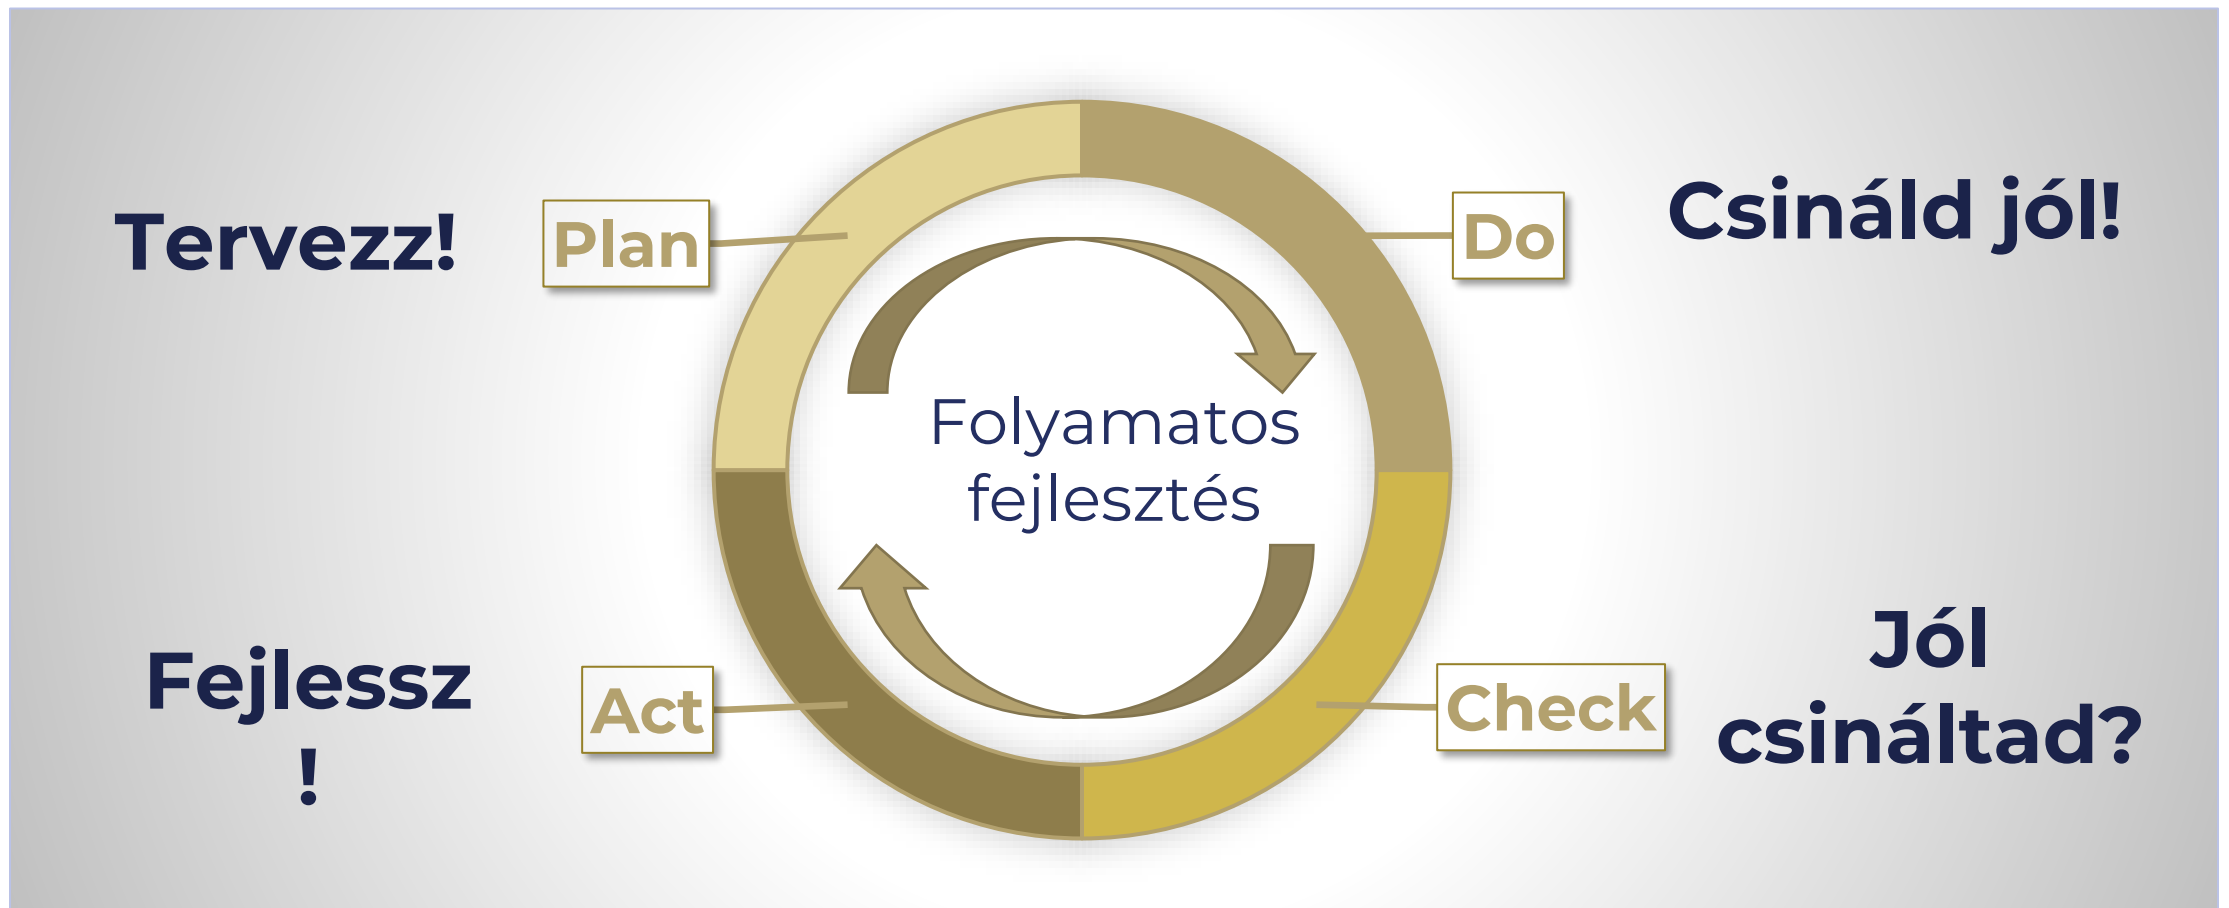 Tervezz!
Plan
Do
Csináld jól!
Folyamatos
fejlesztés
Fejlessz
!
Act
Check
Jól
csináltad?